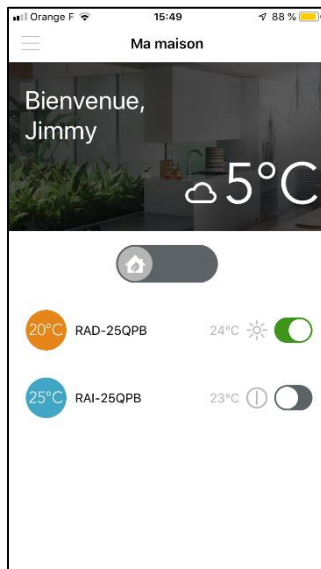 Orange F 15:49 88 %
Ma maison
Bienvenue,
Jimmy
5°C
20°C RAD-25QPB 24°C
25°C RAI-25QPB 23°C